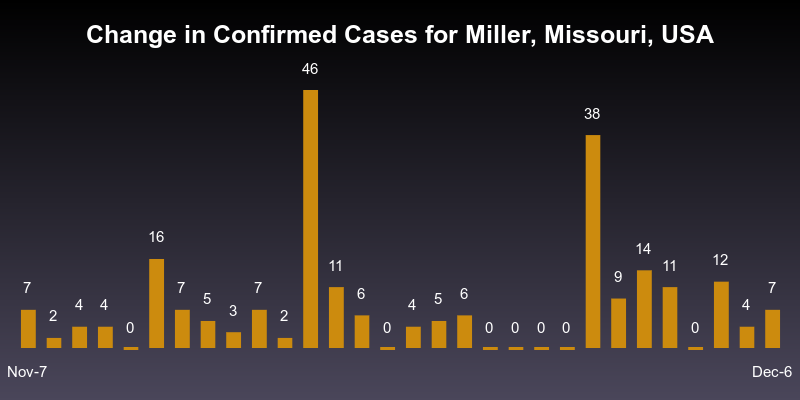 Change in Confirmed Cases for Miller, Missouri, USA
7 2 4 4 0 16 7 5 3 7 2 46 11 6 0 4 5 6 0 0 0 0 38 9 14 11 0 12 4 7
Nov-7 Dec-6